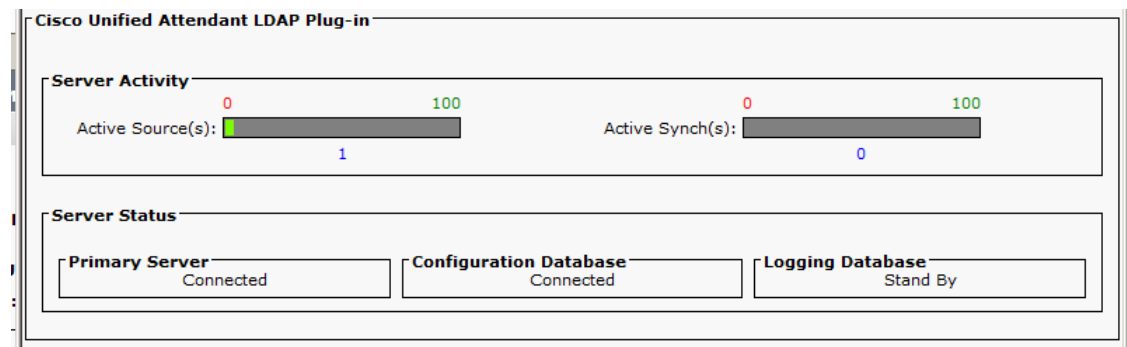 Cisco Unified Attendant LDAP Plug-in
Server Activity
0 100 0 100
Active Source(s): Active Synch(s):
1 0
Server Status
Primary Server Configuration Database Logging Database
Connected Connected Stand By